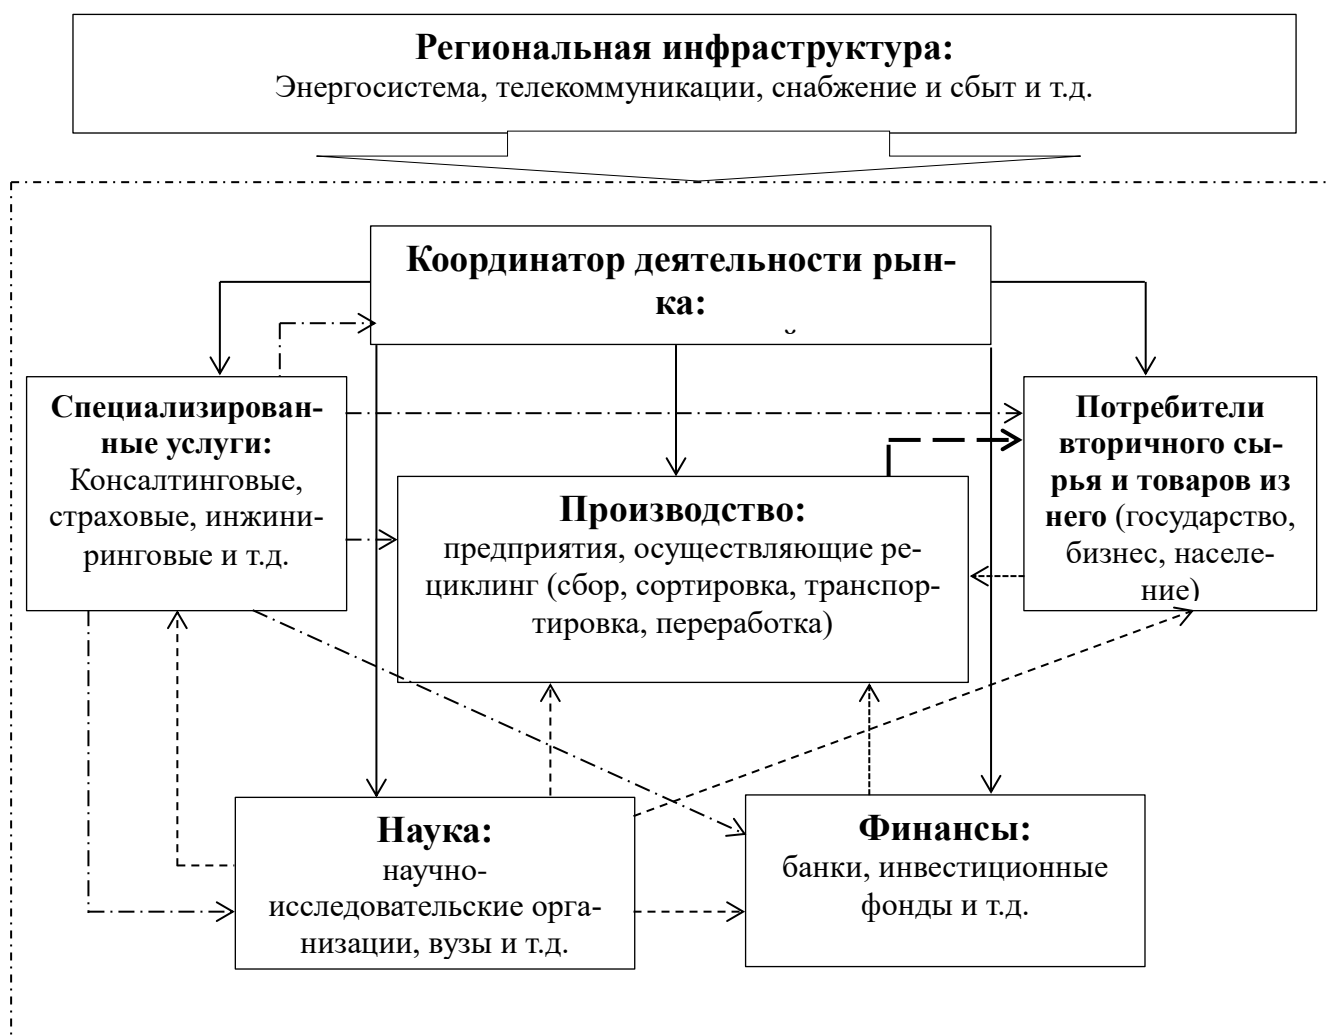 Региональная инфраструктура:
Энергосистема, телекоммуникации, снабжение и сбыт и т.д.
Координатор деятельности рын-
ка:
Специализирован-
ные услуги:
Консалтинговые,
страховые, инжини-
ринговые и т.д.
Производство:
предприятия, осуществляющие ре-
циклинг (сбор, сортировка, транспор-
тировка, переработка)
Потребители
вторичного сы-
рья и товаров из
него (государство,
бизнес, населе-
ние)
Наука:
научно-
исследовательские орга-
низации, вузы и т.д.
Финансы:
банки, инвестиционные
фонды и т.д.